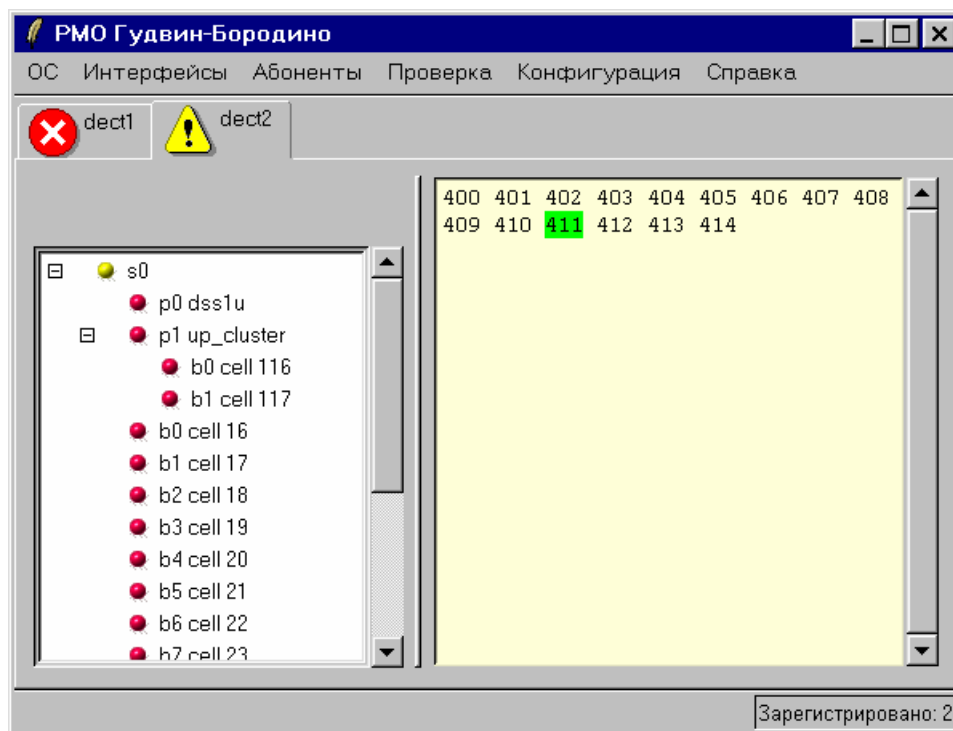 РМО Гудвин-Бородино
ОС Интерфейсы Абоненты Проверка Конфигурация Справка
dect1 dect2
400 401 402 403 404 405 406 407 408
409 410 411 412 413 414
s0
p0 dss1u
p1 up_cluster
b0 cell 116
b1 cell 117
b0 cell 16
b1 cell 17
b2 cell 18
b3 cell 19
b4 cell 20
b5 cell 21
b6 cell 22
b7 cell 23
Зарегистрировано: 2